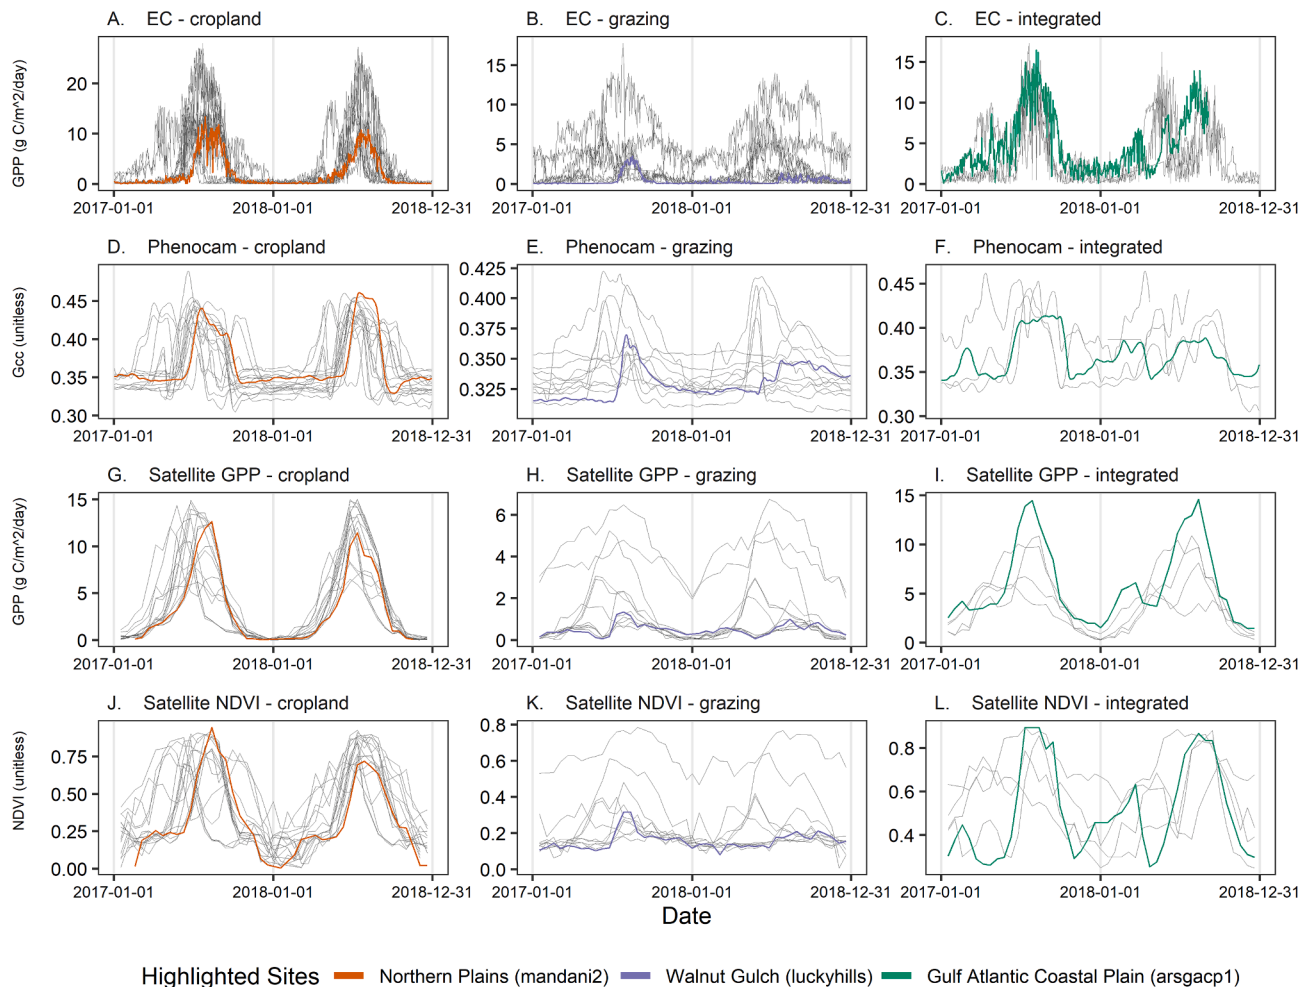 A. EC - cropland
B. EC - grazing
C. EC - integrated
GPP (g C/m^2/day)
20
10
0
15
10
5
0
15
10
5
0
2017-01-01 2018-01-01 2018-12-31
2017-01-01 2018-01-01 2018-12-31
2017-01-01 2018-01-01 2018-12-31
D. Phenocam - cropland
E. Phenocam - grazing
F. Phenocam - integrated
Gcc (unitless)
0.45
0.40
0.35
0.30
0.425
0.400
0.375
0.350
0.325
0.45
0.40
0.35
0.30
2017-01-01 2018-01-01 2018-12-31
2017-01-01 2018-01-01 2018-12-31
2017-01-01 2018-01-01 2018-12-31
G. Satellite GPP - cropland
H. Satellite GPP - grazing
I. Satellite GPP - integrated
GPP (g C/m^2/day)
15
10
5
0
6
4
2
0
15
10
5
0
2017-01-01 2018-01-01 2018-12-31
2017-01-01 2018-01-01 2018-12-31
2017-01-01 2018-01-01 2018-12-31
J. Satellite NDVI - cropland
K. Satellite NDVI - grazing
L. Satellite NDVI - integrated
NDVI (unitless)
0.75
0.50
0.25
0.00
0.8
0.6
0.4
0.2
0.0
0.8
0.6
0.4
2017-01-01 2018-01-01 2018-12-31
2017-01-01 2018-01-01 2018-12-31
2017-01-01 2018-01-01 2018-12-31
Date
Highlighted Sites Northern Plains (mandani2) Walnut Gulch (luckyhills) Gulf Atlantic Coastal Plain (arsgacp1)